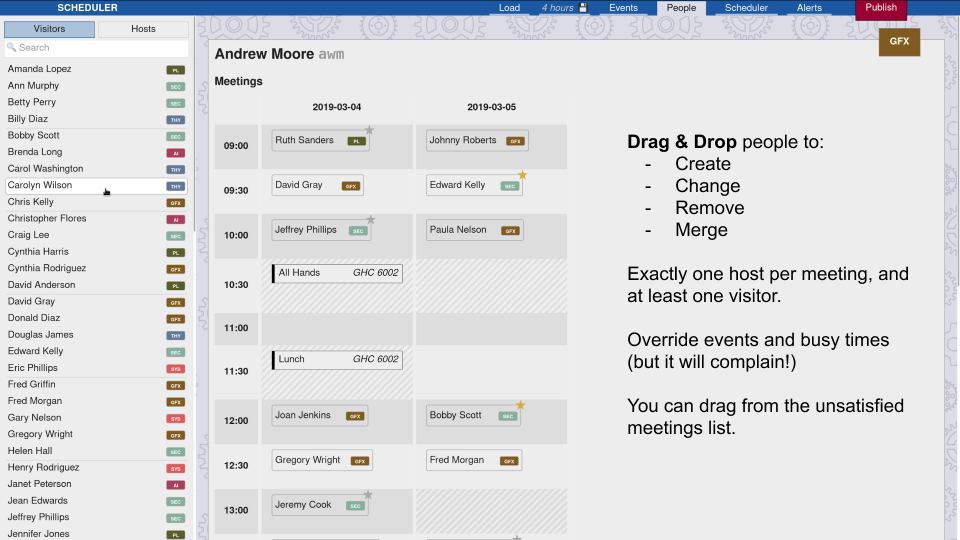 SCHEDULER
Load
4 hours
Events
People
Scheduler
Alerts
Publish
Visitors
Hosts
Search
Amanda Lopez PL
Ann Murphy SEC
Betty Perry SEC
Billy Diaz THY
Bobby Scott SEC
Brenda Long AI
Carol Washington THY
Carolyn Wilson THY
Chris Kelly GFX
Christopher Flores AI
Craig Lee SEC
Cynthia Harris PL
Cynthia Rodriguez GFX
David Anderson PL
David Gray GFX
Donald Diaz GFX
Douglas James THY
Edward Kelly SEC
Eric Phillips SYS
Fred Griffin GFX
Fred Morgan GFX
Gary Nelson SYS
Gregory Wright GFX
Helen Hall SEC
Henry Rodriguez SYS
Janet Peterson AI
Jean Edwards SEC
Jeffrey Phillips SEC
Jennifer Jones PL
Andrew Moore awm
GFX
Meetings
2019-03-04 2019-03-05
09:00 Ruth Sanders PL Johnny Roberts GFX
09:30 David Gray GFX Edward Kelly SEC
10:00 Jeffrey Phillips SEC Paula Nelson GFX
10:30 All Hands GHC 6002
11:00
11:30 Lunch GHC 6002
12:00 Joan Jenkins GFX Bobby Scott SEC
12:30 Gregory Wright GFX Fred Morgan GFX
13:00 Jeremy Cook SEC
Drag & Drop people to:
- Create
- Change
- Remove
- Merge
Exactly one host per meeting, and
at least one visitor.
Override events and busy times
(but it will complain!)
You can drag from the unsatisfied
meetings list.